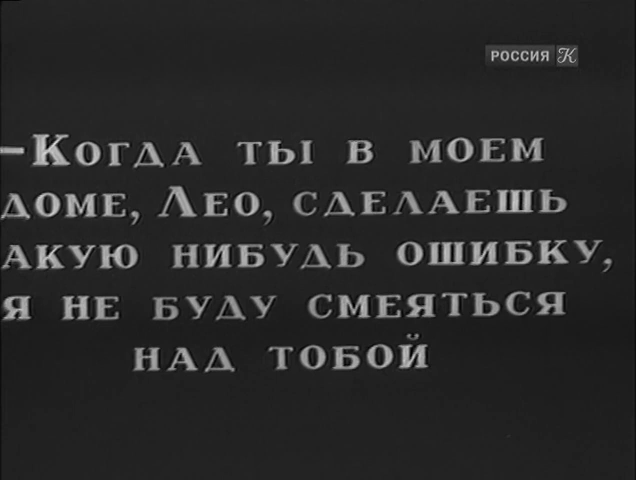 РОССИЯ К
–Когда ты в моем
доме, Лео, сделаешь
акую нибудь ошибку,
я не буду смеяться
над тобой